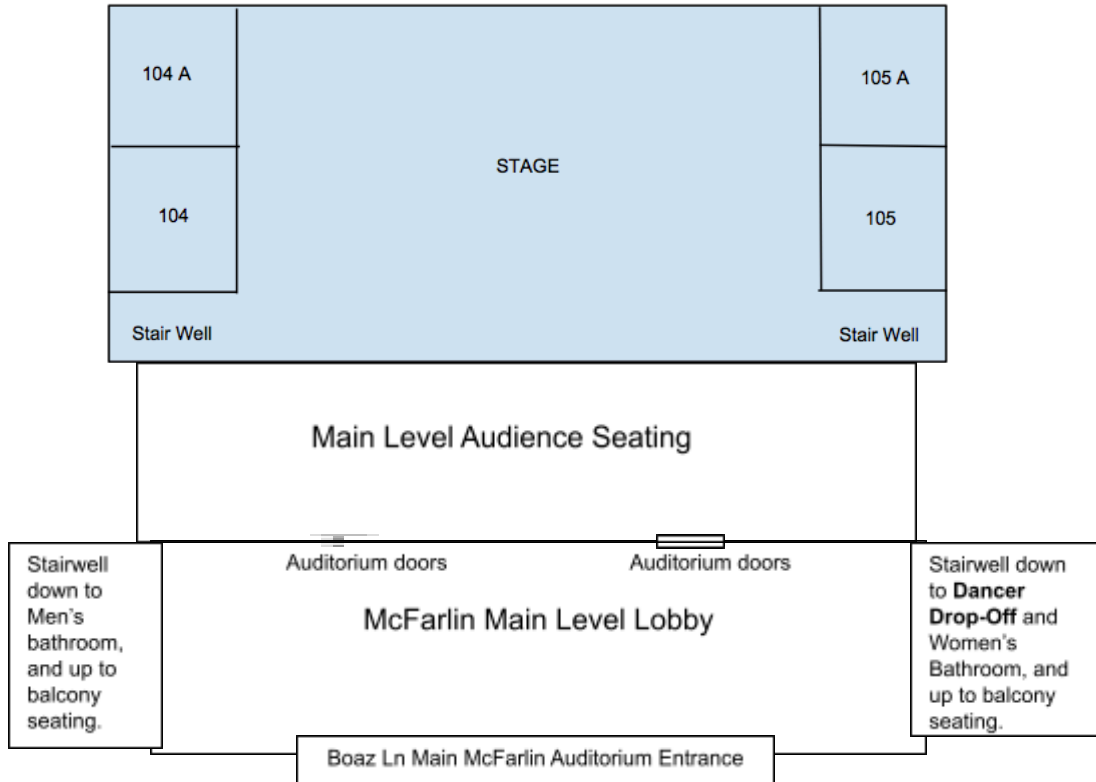 104 A
105 A
STAGE
104
105
Stair Well
Stair Well
Main Level Audience Seating
Auditorium doors
Auditorium doors
McFarlin Main Level Lobby
Stairwell
down to
Men's
bathroom,
and up to
balcony
seating.
Stairwell down
to Dancer
Drop-Off and
Women's
Bathroom, and
up to balcony
seating.
Boaz Ln Main McFarlin Auditorium Entrance